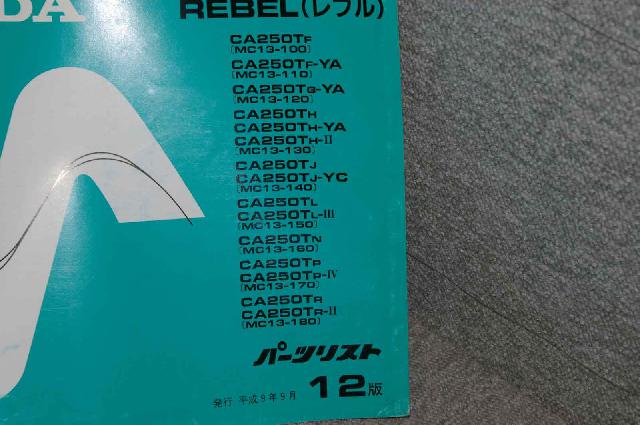 DA
REBEL(レブル)
CA250TF
(MC13-100)
CA250TF-YA
(MC13-110)
CA250TG-YA
(MC13-120)
CA250TH
CA250TH-YA
CA250TH-II
(MC13-130)
CA250TJ
CA250TJ-YC
(MC13-140)
CA250TL
CA250TL-III
(MC13-150)
CA250TN
(MC13-160)
CA250TP
CA250TP-IV
(MC13-170)
CA250TR
CA250TR-II
(MC13-180)
パーツリスト
発行 平成9年9月 12版